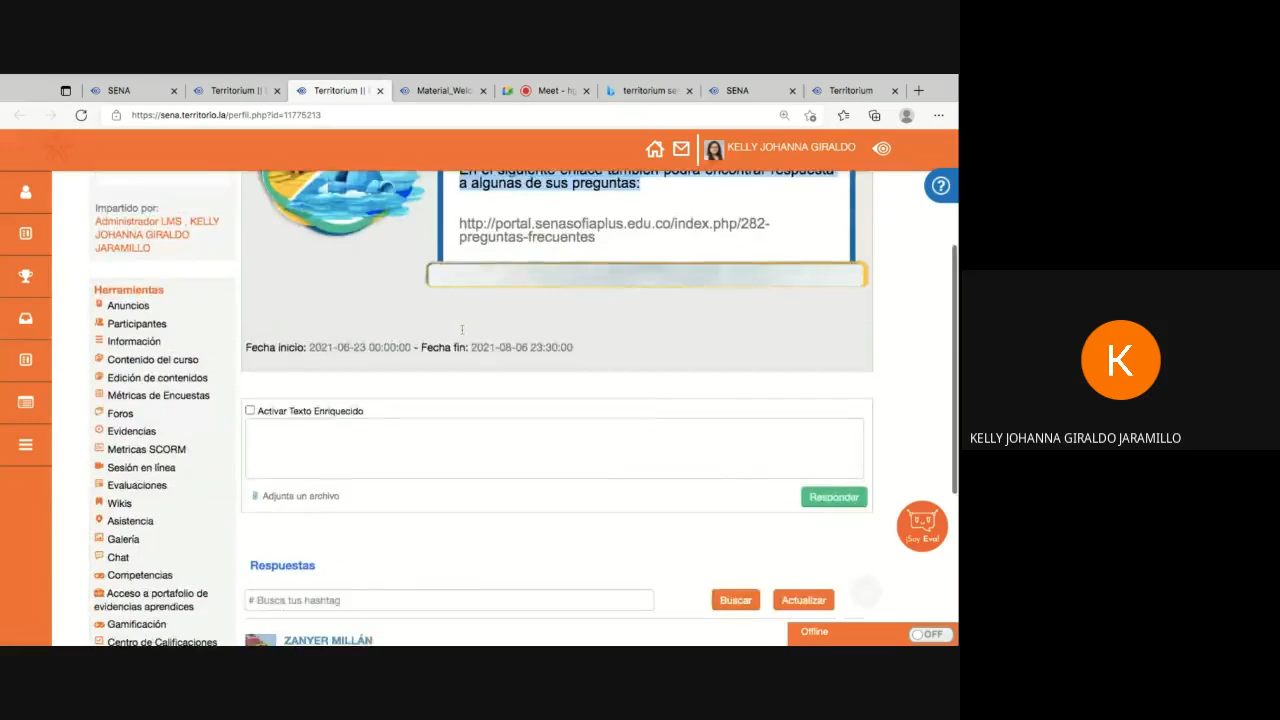 SENA
Territorium ||
Territorium ||
Material_Welc
Meet - h
territorium se
SENA
Territorium
https://sena.territorio.la/perfil.php?id=11775213
KELLY JOHANNA GIRALDO
En el siguiente enlace también podrá encontrar respuesta
a algunas de sus preguntas:
http://portal.senasofiaplus.edu.co/index.php/282-
preguntas-frecuentes
Impartido por:
Administrador LMS , KELLY
JOHANNA GIRALDO
JARAMILLO
Herramientas
Anuncios
Participantes
Información
Contenido del curso
Edición de contenidos
Métricas de Encuestas
Foros
Evidencias
Metricas SCORM
Sesión en línea
Evaluaciones
Wikis
Asistencia
Galería
Chat
Competencias
Acceso a portafolio de
evidencias aprendices
Gamificación
Centro de Calificaciones
Fecha inicio: 2021-06-23 00:00:00 - Fecha fin: 2021-08-06 23:30:00
Activar Texto Enriquecido
Adjunta un archivo
Responder
¡Soy Eva!
Respuestas
# Busca tus hashtag
Buscar
Actualizar
ZANYER MILLÁN
Offline
OFF
K
KELLY JOHANNA GIRALDO JARAMILLO